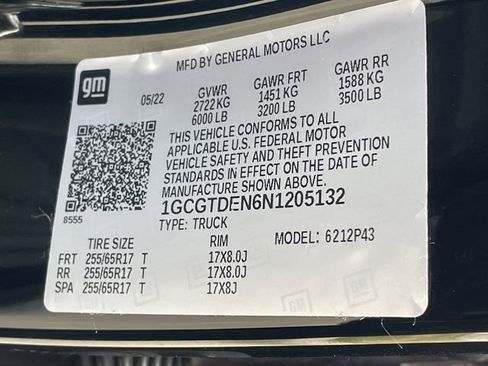 MFD BY GENERAL MOTORS LLC
gm
05/22
GVWR GAWR FRT GAWR RR
2722 KG 1451 KG 1588 KG
6000 LB 3200 LB 3500 LB
THIS VEHICLE CONFORMS TO ALL
APPLICABLE U.S. FEDERAL MOTOR
VEHICLE SAFETY AND THEFT PREVENTION
STANDARDS IN EFFECT ON THE DATE OF
MANUFACTURE SHOWN ABOVE.
8555
1GCGTDEN6N1205132
TYPE: TRUCK
TIRE SIZE RIM MODEL: 6212P43
FRT 255/65R17 T 17X8.0J
RR 255/65R17 T 17X8.0J
SPA 255/65R17 T 17X8J